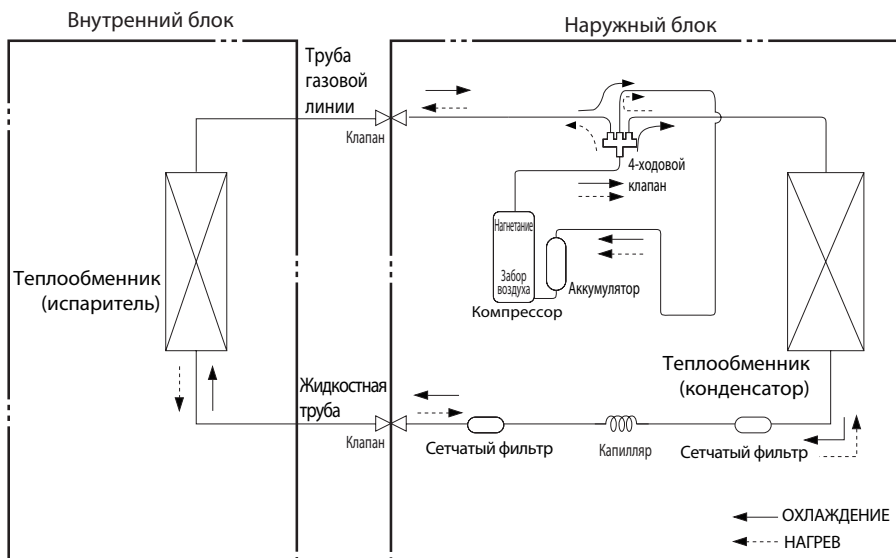 Внутренний блок
Наружный блок
Труба
газовой
линии
Клапан
4-ходовой
клапан
Нагнетание
Забор
воздуха
Аккумулятор
Компрессор
Теплообменник
(испаритель)
Теплообменник
(конденсатор)
Жидкостная
труба
Клапан
Сетчатый фильтр
Капилляр
Сетчатый фильтр
ОХЛАЖДЕНИЕ
НАГРЕВ